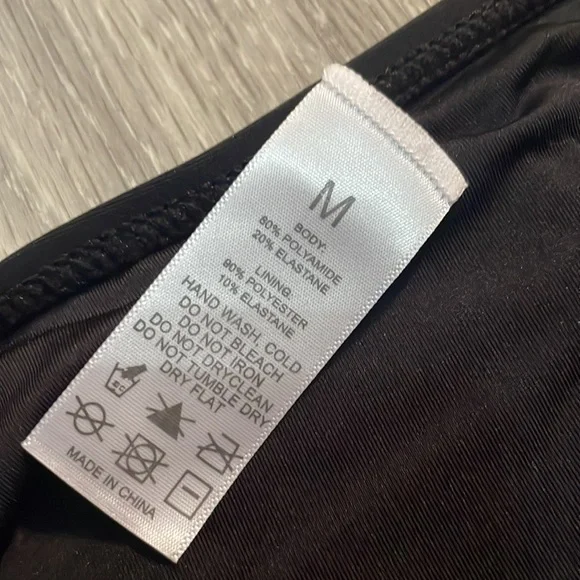 M
BODY:
80% POLYAMIDE
20% ELASTANE
LINING:
90% POLYESTER
10% ELASTANE
HAND WASH, COLD
DO NOT BLEACH
DO NOT IRON
DO NOT DRYCLEAN
DO NOT TUMBLE DRY
DRY FLAT
MADE IN CHINA